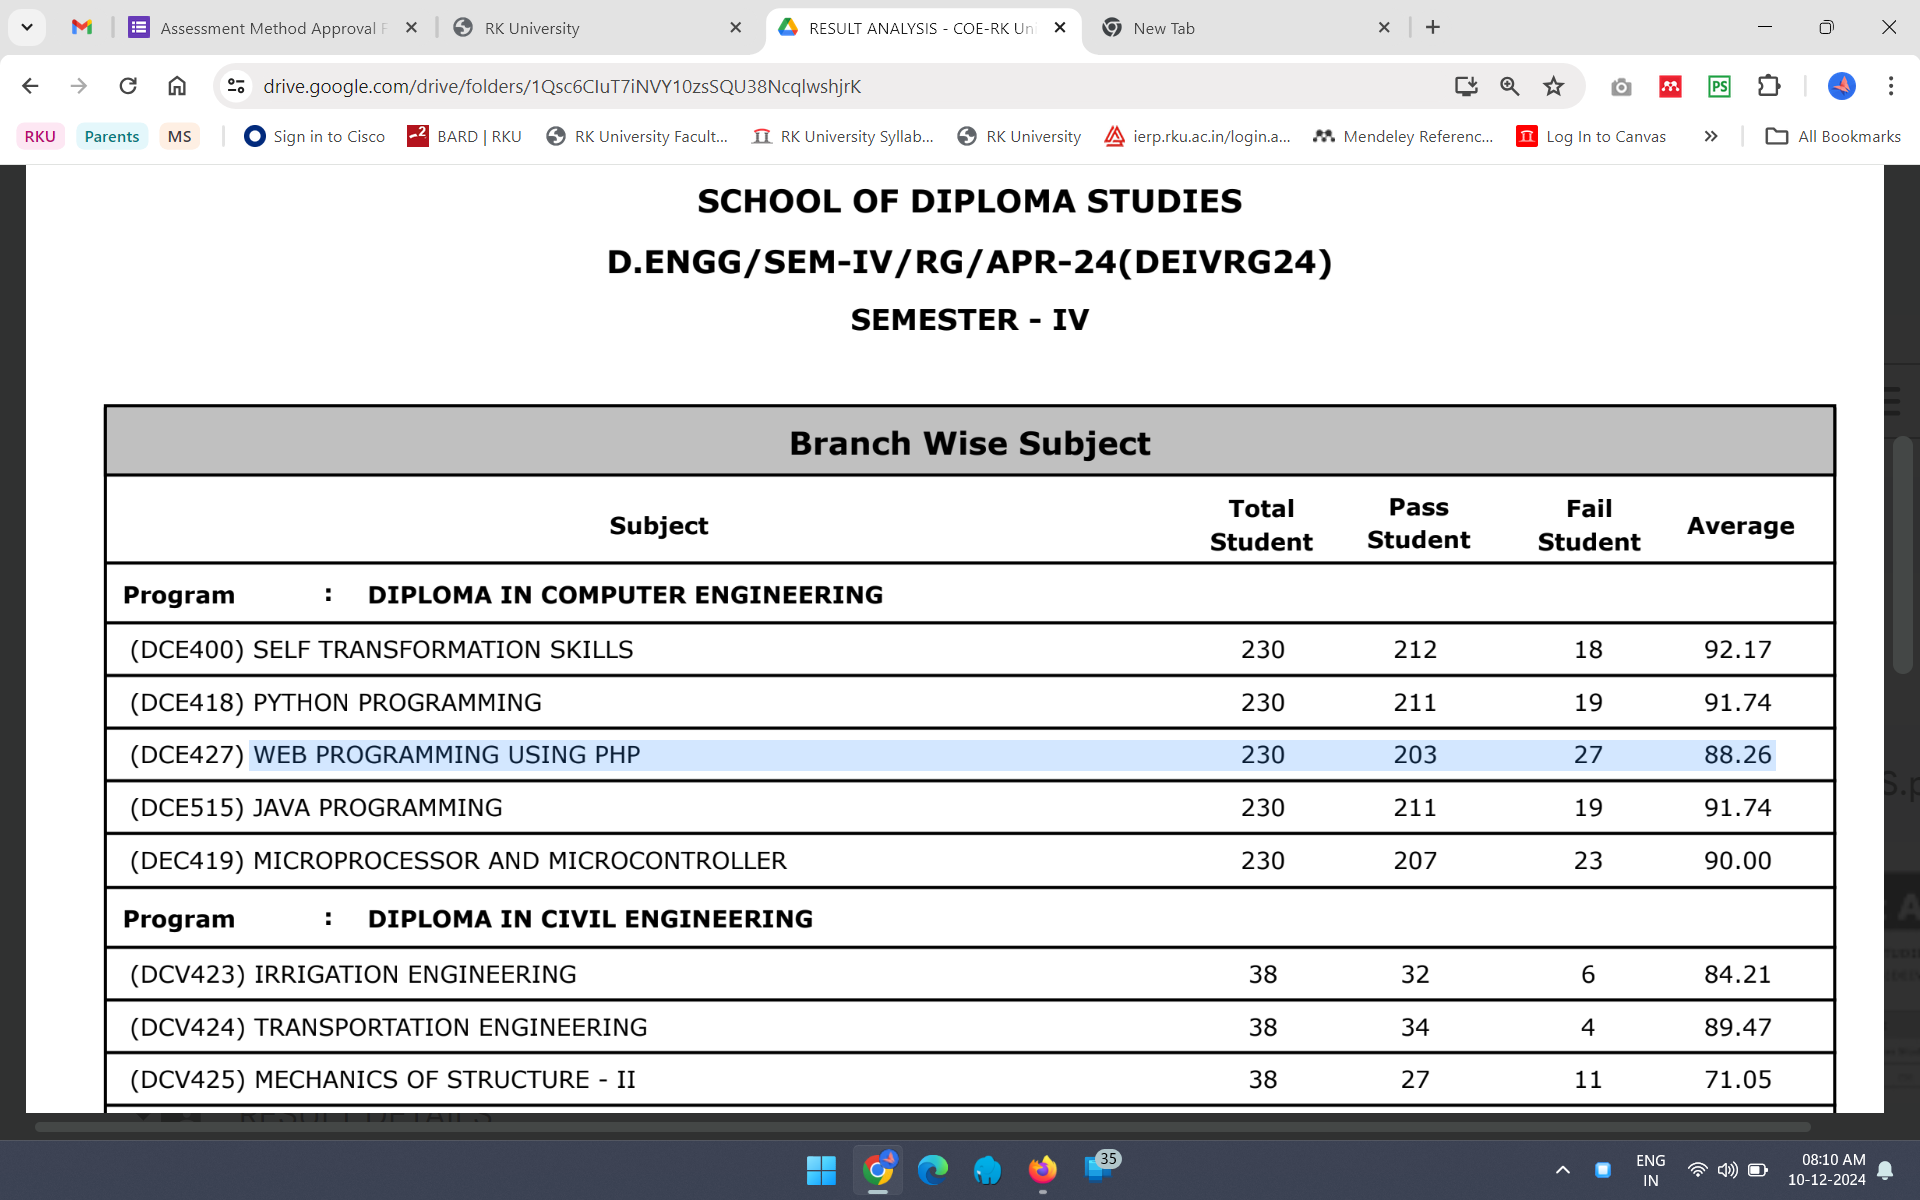 Assessment Method Approval F
RK University
RESULT ANALYSIS - COE-RK Uni
New Tab
drive.google.com/drive/folders/1Qsc6CIuT7iNVY10zsSQU38NcqlwshjrK
RKU Parents MS Sign in to Cisco BARD | RKU RK University Facult... RK University Syllab... RK University ierp.rku.ac.in/login.a... Mendeley Referenc... Log In to Canvas » All Bookmarks
SCHOOL OF DIPLOMA STUDIES
D.ENGG/SEM-IV/RG/APR-24(DEIVRG24)
SEMESTER - IV
Branch Wise Subject
Subject Total Student Pass Student Fail Student Average
Program : DIPLOMA IN COMPUTER ENGINEERING
(DCE400) SELF TRANSFORMATION SKILLS 230 212 18 92.17
(DCE418) PYTHON PROGRAMMING 230 211 19 91.74
(DCE427) WEB PROGRAMMING USING PHP 230 203 27 88.26
(DCE515) JAVA PROGRAMMING 230 211 19 91.74
(DEC419) MICROPROCESSOR AND MICROCONTROLLER 230 207 23 90.00
Program : DIPLOMA IN CIVIL ENGINEERING
(DCV423) IRRIGATION ENGINEERING 38 32 6 84.21
(DCV424) TRANSPORTATION ENGINEERING 38 34 4 89.47
(DCV425) MECHANICS OF STRUCTURE - II 38 27 11 71.05
RESULT DETAILS
35
ENG
IN
08:10 AM
10-12-2024